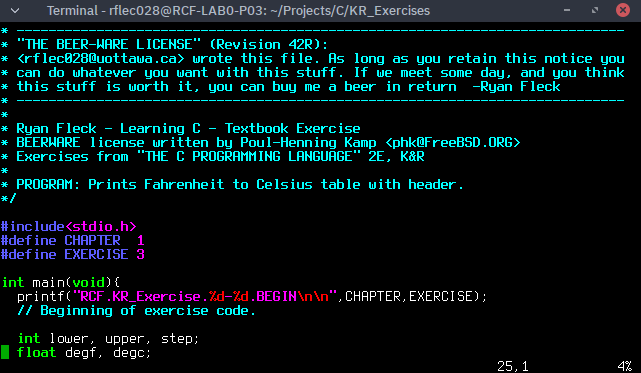 Terminal - rflec028@RCF-LAB0-P03: ~/Projects/C/KR_Exercises
* ---------------------------------------------------------------------------
* "THE BEER-WARE LICENSE" (Revision 42R):
* <rflec028@uottawa.ca> wrote this file. As long as you retain this notice you
* can do whatever you want with this stuff. If we meet some day, and you think
* this stuff is worth it, you can buy me a beer in return  -Ryan Fleck
* ---------------------------------------------------------------------------
*
* Ryan Fleck - Learning C - Textbook Exercise
* BEERWARE license written by Poul-Henning Kamp <phk@FreeBSD.ORG>
* Exercises from "THE C PROGRAMMING LANGUAGE" 2E, K&R
*
* PROGRAM: Prints Fahrenheit to Celsius table with header.
*/
#include<stdio.h>
#define CHAPTER  1
#define EXERCISE 3
int main(void){
  printf("RCF.KR_Exercise.%d-%d.BEGIN\n\n",CHAPTER,EXERCISE);
  // Beginning of exercise code.
  int lower, upper, step;
  float degf, degc;
25,1 4%